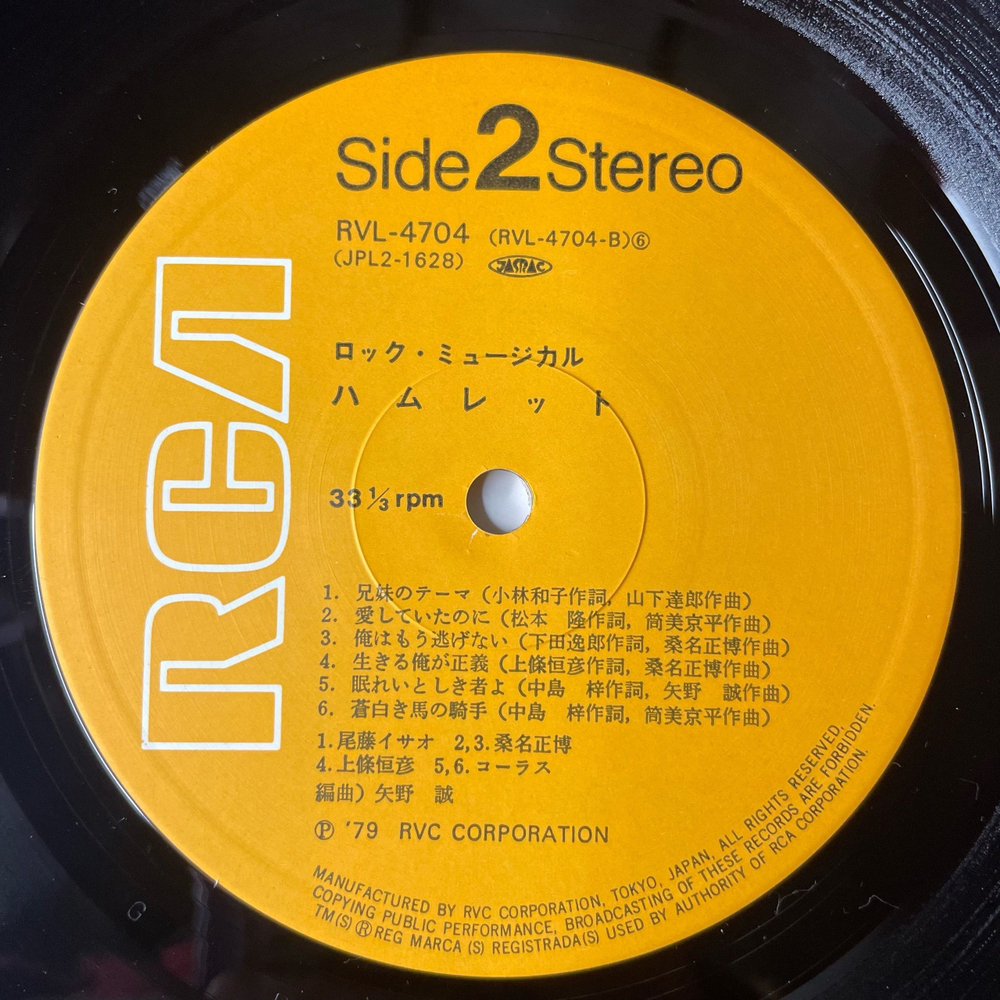 Side 2 Stereo
RVL-4704 (RVL-4704-B)⑥
(JPL2-1628) JASRAC
RCA
ロック・ミュージカル
ハムレット
33 1/3 rpm
1. 兄妹のテーマ (小林和子作詞, 山下達郎作曲)
2. 愛していたのに (松本 隆作詞, 筒美京平作曲)
3. 俺はもう逃げない (下田逸郎作詞, 桑名正博作曲)
4. 生きる俺が正義 (上條恒彦作詞, 桑名正博作曲)
5. 眠れいとしき者よ (中島 梓作詞, 矢野 誠作曲)
6. 蒼白き馬の騎手 (中島 梓作詞, 筒美京平作曲)
1.尾藤イサオ 2,3.桑名正博
4.上條恒彦 5,6.コーラス
編曲) 矢野 誠
Ⓟ '79 RVC CORPORATION
MANUFACTURED BY RVC CORPORATION, TOKYO, JAPAN, ALL RIGHTS RESERVED.
COPYING PUBLIC PERFORMANCE, BROADCASTING OF THESE RECORDS ARE FORBIDDEN.
TM(S) ® REG MARCA (S) REGISTRADA(S) USED BY AUTHORITY OF RCA CORPORATION.
G